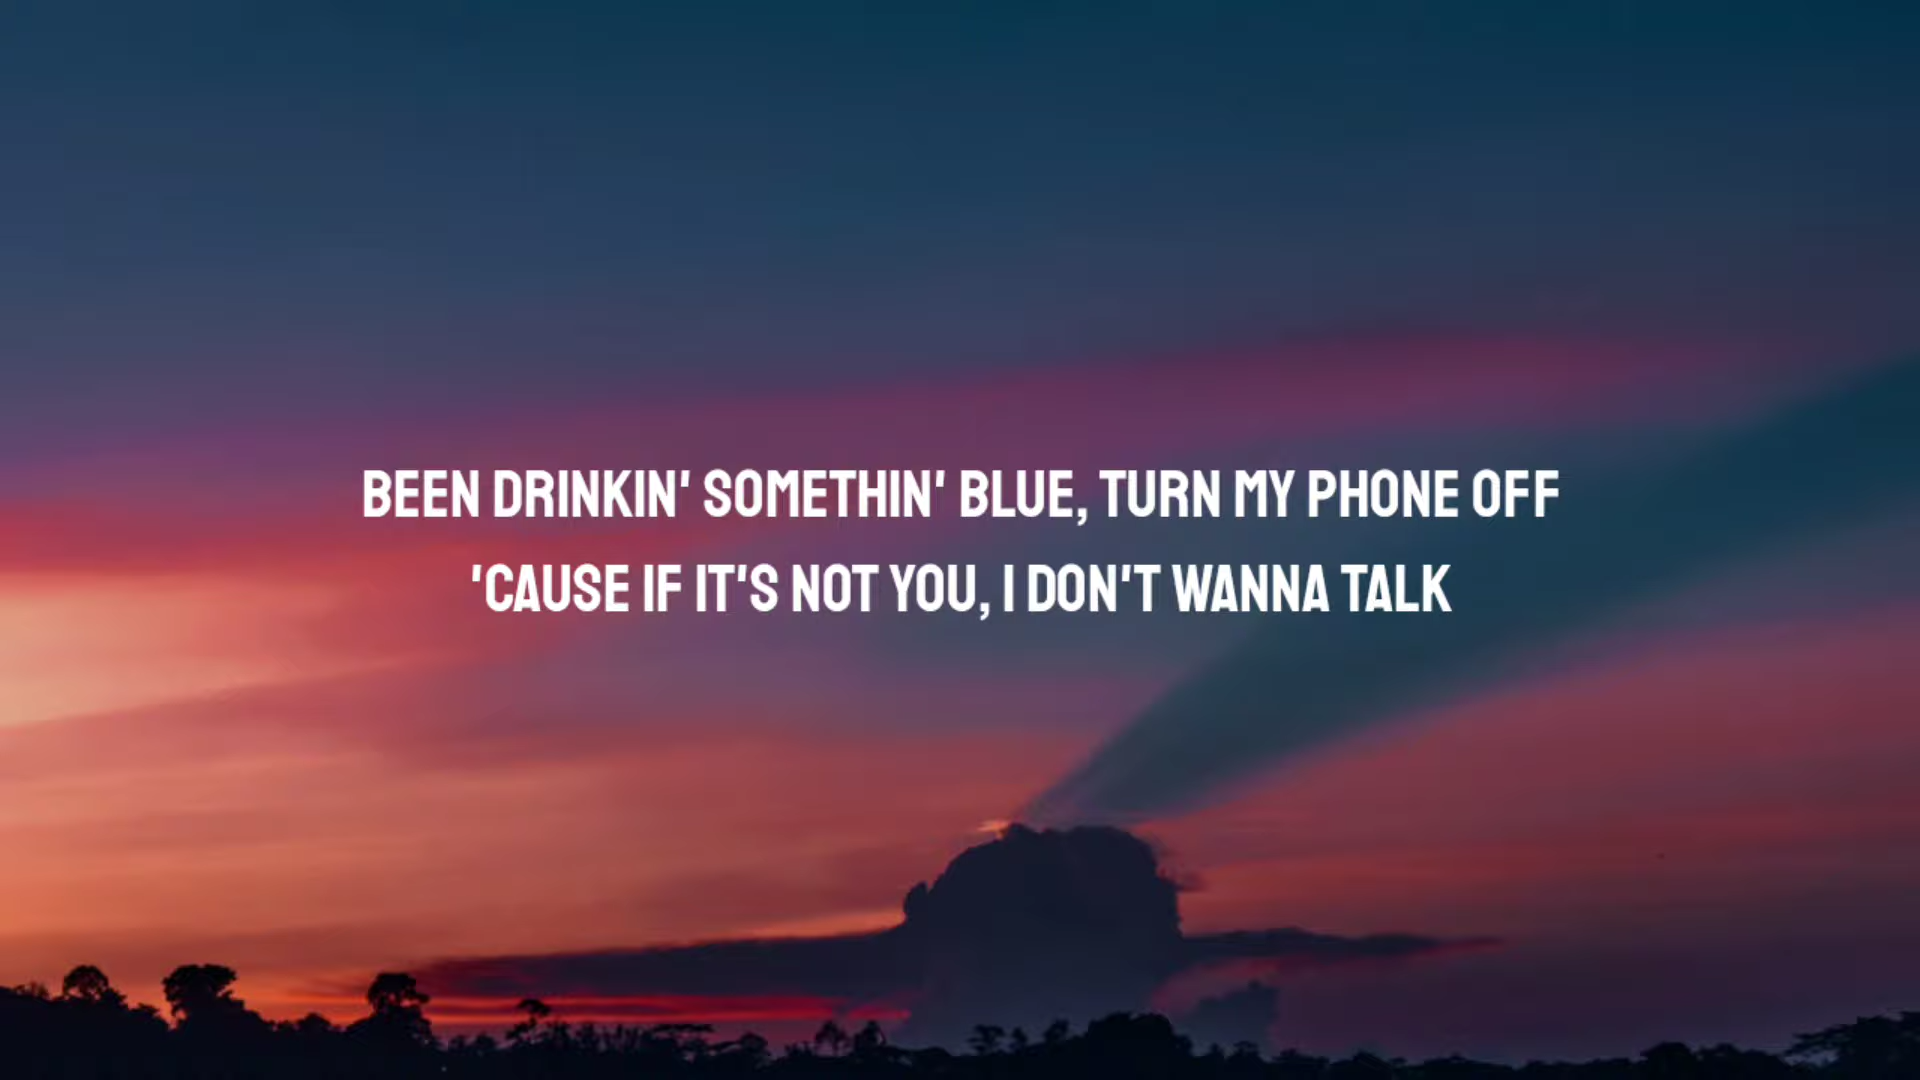 BEEN DRINKIN' SOMETHIN' BLUE, TURN MY PHONE OFF
'CAUSE IF IT'S NOT YOU, I DON'T WANNA TALK